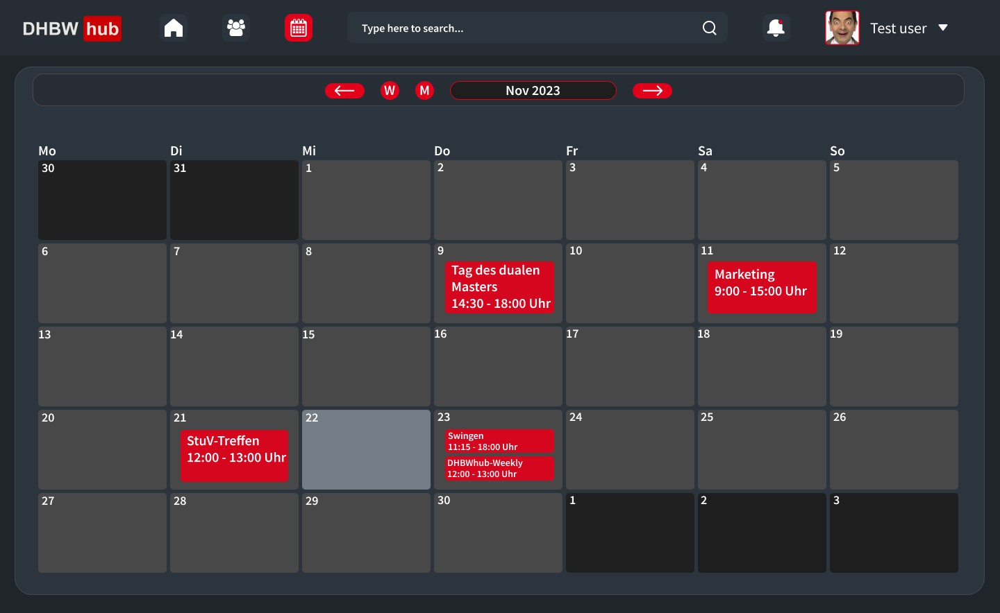 DHBW hub
Type here to search...
Test user
W M Nov 2023
Mo Di Mi Do Fr Sa So
30 31 1 2 3 4 5
6 7 8 9 10 11 12
Tag des dualen
Masters
14:30 - 18:00 Uhr
Marketing
9:00 - 15:00 Uhr
13 14 15 16 17 18 19
20 21 22 23 24 25 26
StuV-Treffen
12:00 - 13:00 Uhr
Swingen
11:15 - 18:00 Uhr
DHBWhub-Weekly
12:00 - 13:00 Uhr
27 28 29 30 1 2 3